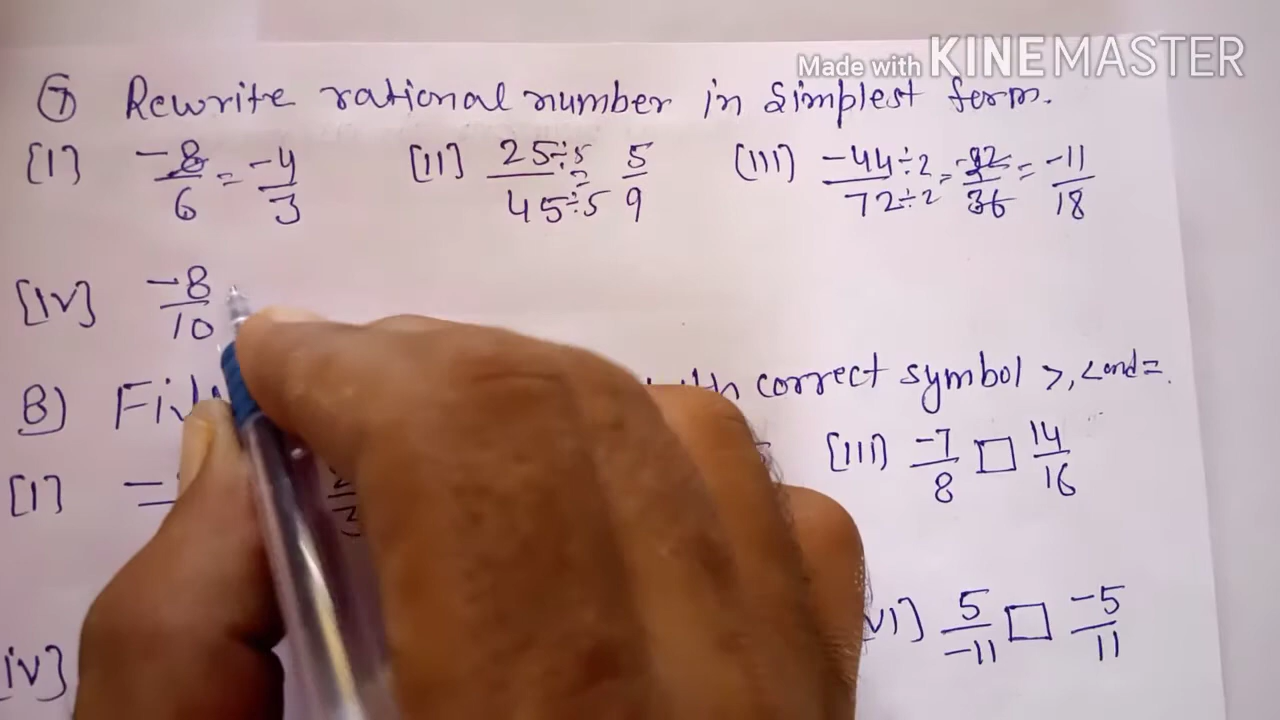 Made with KINEMASTER
⑦ Rewrite rational number in simplest form.
[I] -8/6 = -4/3 [II] 25÷5/45÷5 = 5/9 [III] -44÷2/72÷2 = -22/36 = -11/18
[IV] -8/10
8) correct symbol >, < and =.
[I] [III] -7/8 □ 14/16
[iv] VI] 5/-11 □ -5/11